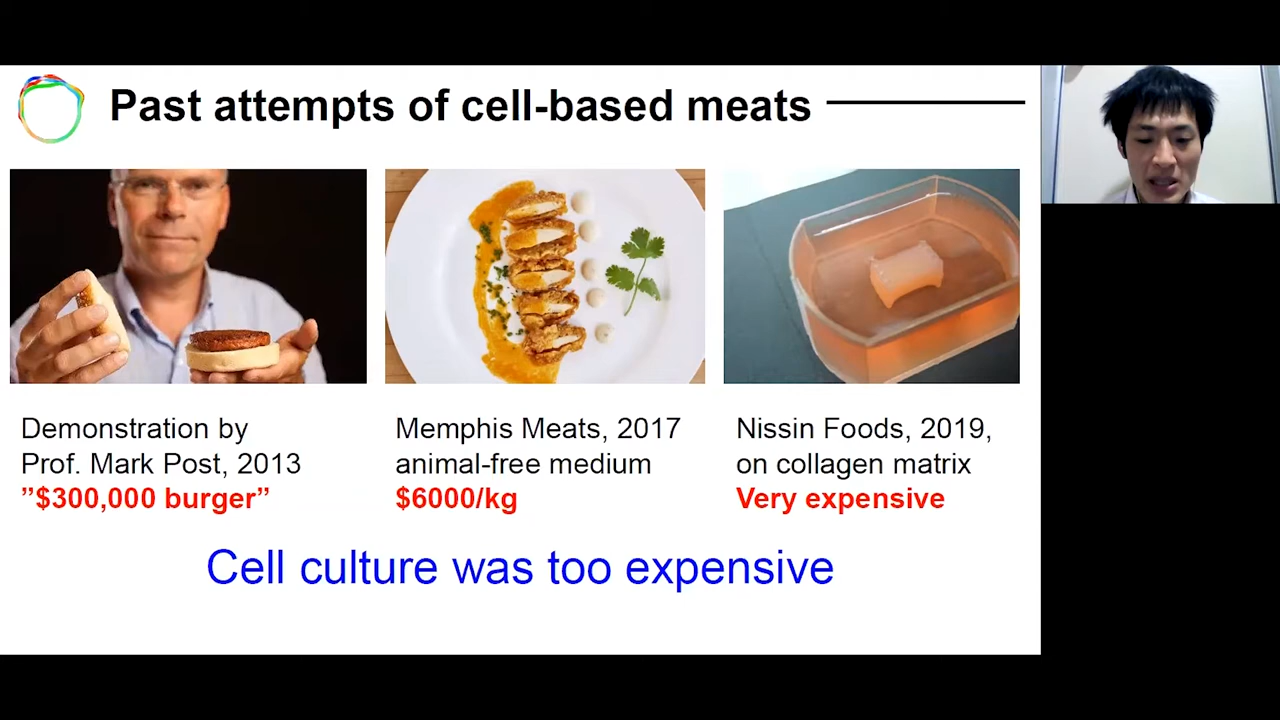 Past attempts of cell-based meats
Demonstration by
Prof. Mark Post, 2013
”$300,000 burger”
Memphis Meats, 2017
animal-free medium
$6000/kg
Nissin Foods, 2019,
on collagen matrix
Very expensive
Cell culture was too expensive